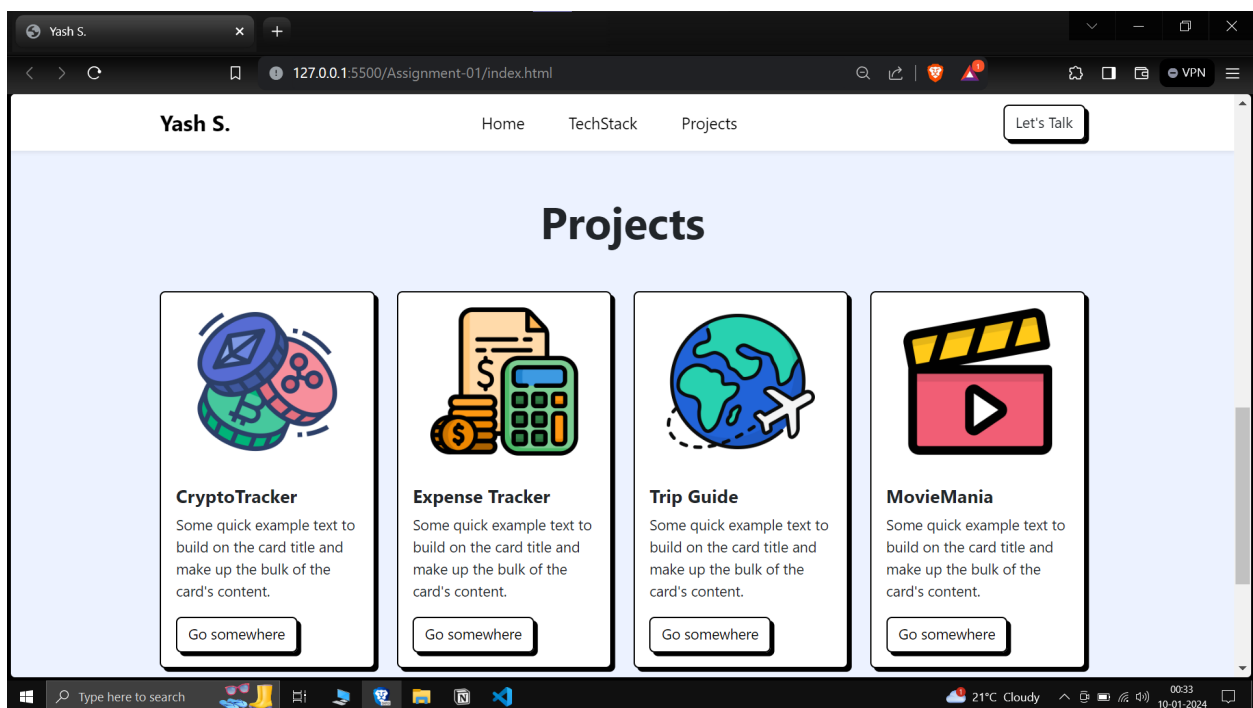 Yash S.
127.0.0.1:5500/Assignment-01/index.html
1
VPN
Yash S.
Home
TechStack
Projects
Let's Talk
Projects
CryptoTracker
Some quick example text to
build on the card title and
make up the bulk of the
card's content.
Go somewhere
Expense Tracker
Some quick example text to
build on the card title and
make up the bulk of the
card's content.
Go somewhere
Trip Guide
Some quick example text to
build on the card title and
make up the bulk of the
card's content.
Go somewhere
MovieMania
Some quick example text to
build on the card title and
make up the bulk of the
card's content.
Go somewhere
Type here to search
21°C Cloudy
00:33
10-01-2024